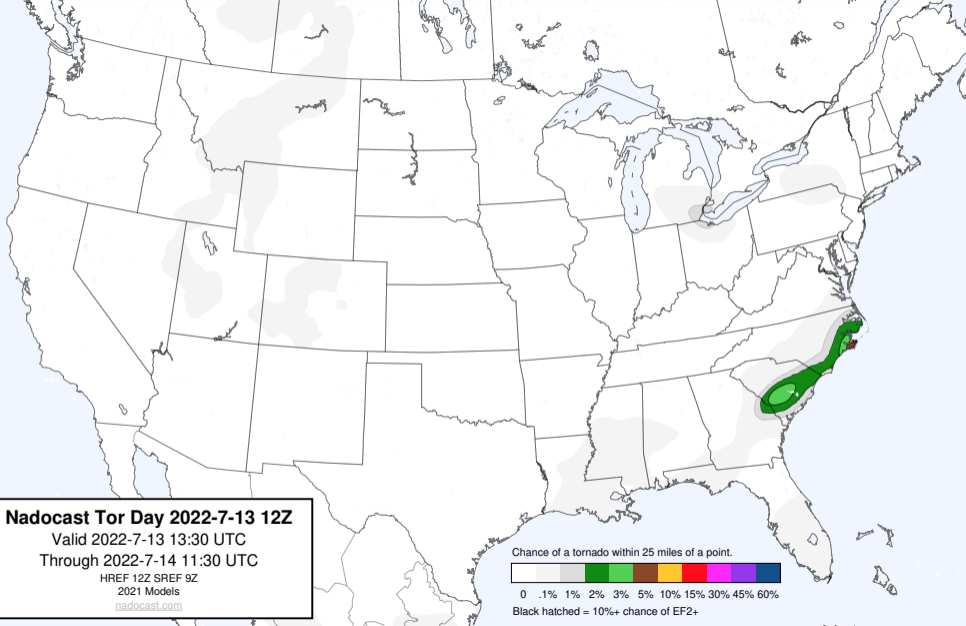 Nadocast Tor Day 2022-7-13 12Z
Valid 2022-7-13 13:30 UTC
Through 2022-7-14 11:30 UTC
HREF 12Z SREF 9Z
2021 Models
nadocast.com
Chance of a tornado within 25 miles of a point.
0 .1% 1% 2% 3% 5% 10% 15% 30% 45% 60%
Black hatched = 10%+ chance of EF2+